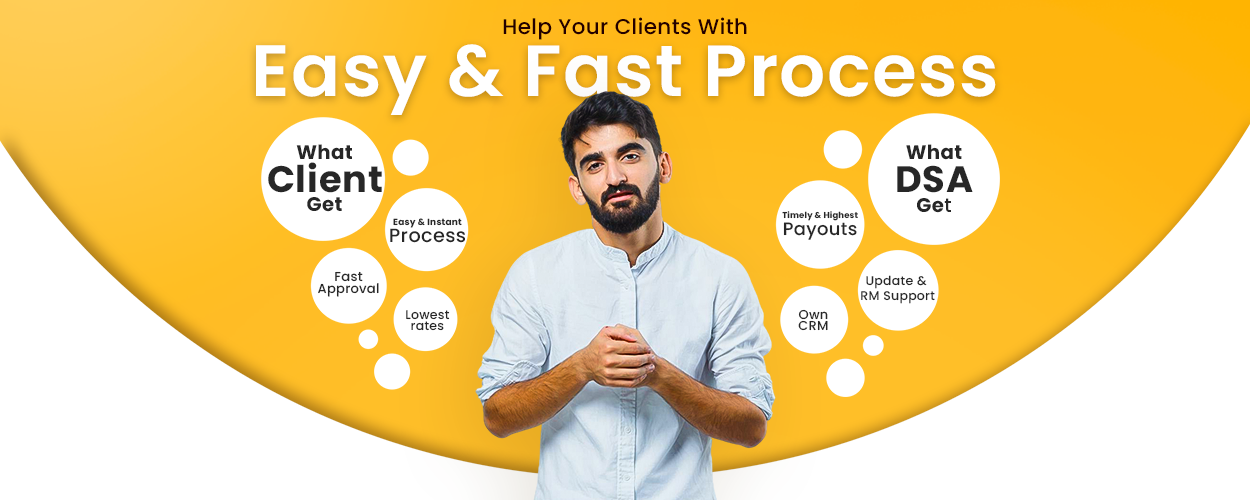 Help Your Clients With
Easy & Fast Process
What
Client
Get
Easy & Instant
Process
Fast
Approval
Lowest
rates
What
DSA
Get
Timely & Highest
Payouts
Update &
RM Support
Own
CRM